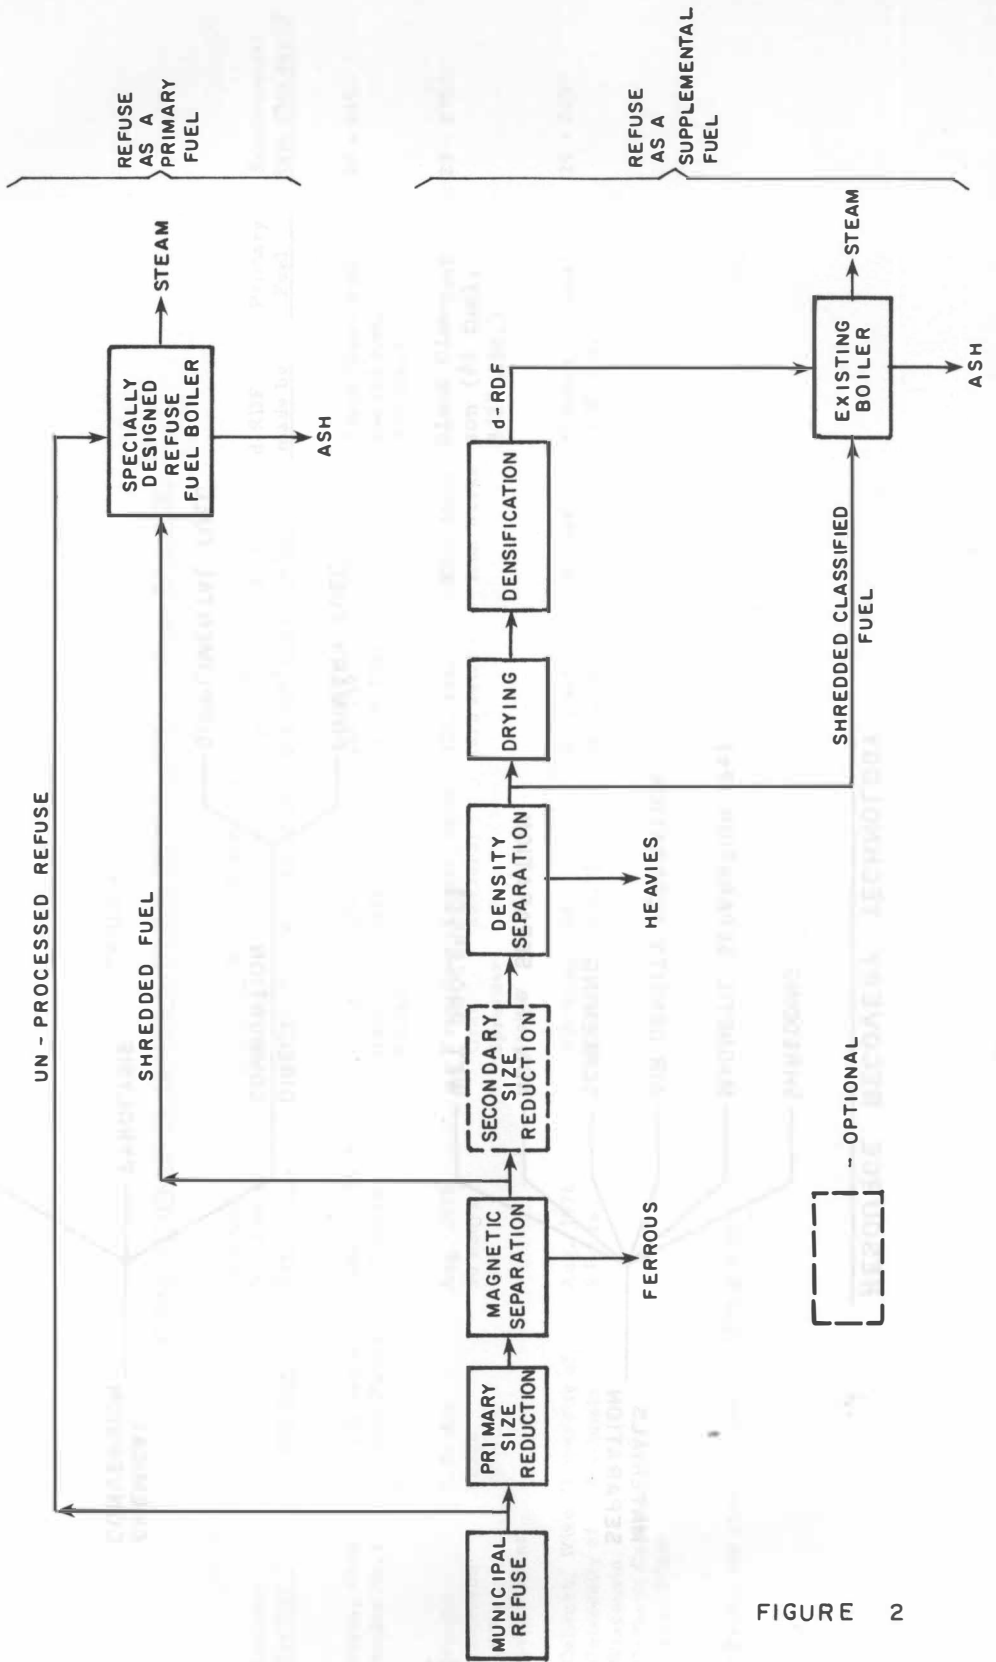 UN - PROCESSED REFUSE
SHREDDED FUEL
SPECIALLY
DESIGNED
REFUSE
FUEL BOILER
STEAM
ASH
REFUSE
AS A
PRIMARY
FUEL
MUNICIPAL
REFUSE
PRIMARY
SIZE
REDUCTION
MAGNETIC
SEPARATION
FERROUS
SECONDARY
SIZE
REDUCTION
DENSITY
SEPARATION
HEAVIES
DRYING
DENSIFICATION
d-RDF
SHREDDED CLASSIFIED
FUEL
EXISTING
BOILER
STEAM
ASH
REFUSE
AS A
SUPPLEMENTAL
FUEL
- OPTIONAL
FIGURE 2